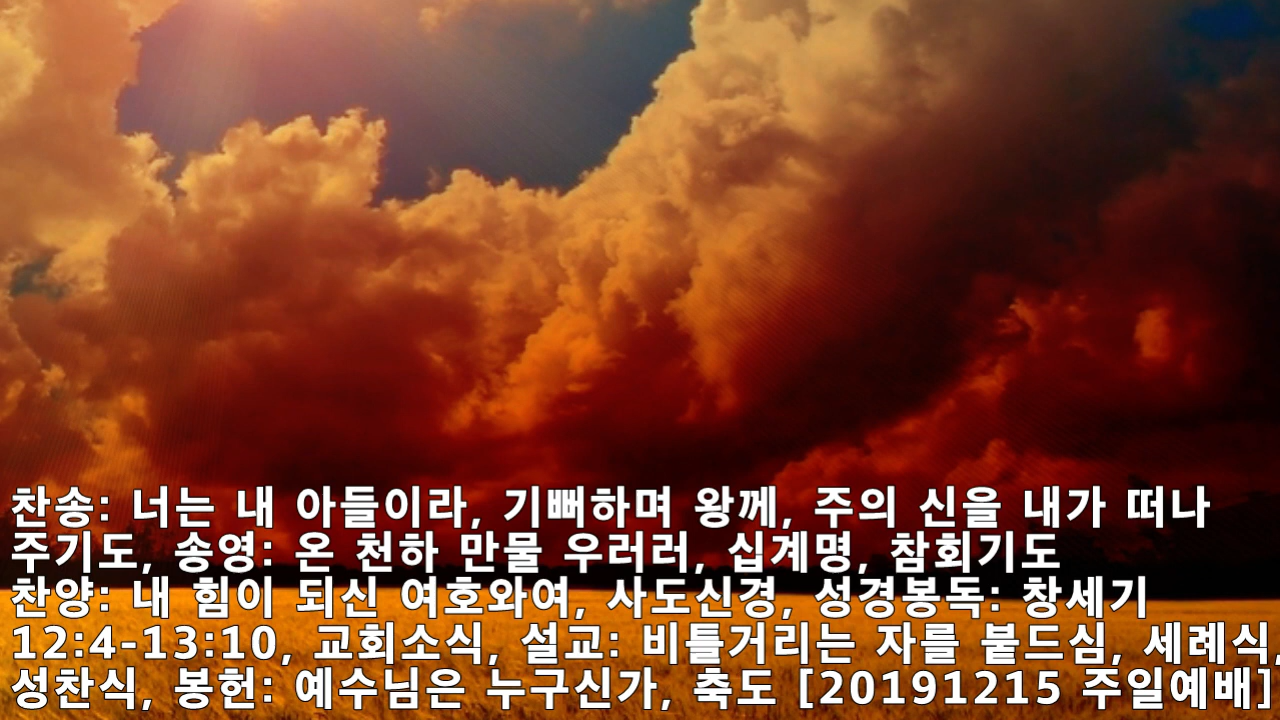 찬송: 너는 내 아들이라, 기뻐하며 왕께, 주의 신을 내가 떠나
주기도, 송영: 온 천하 만물 우러러, 십계명, 참회기도
찬양: 내 힘이 되신 여호와여, 사도신경, 성경봉독: 창세기
12:4-13:10, 교회소식, 설교: 비틀거리는 자를 붙드심, 세례식,
성찬식, 봉헌: 예수님은 누구신가, 축도 [20191215 주일예배]